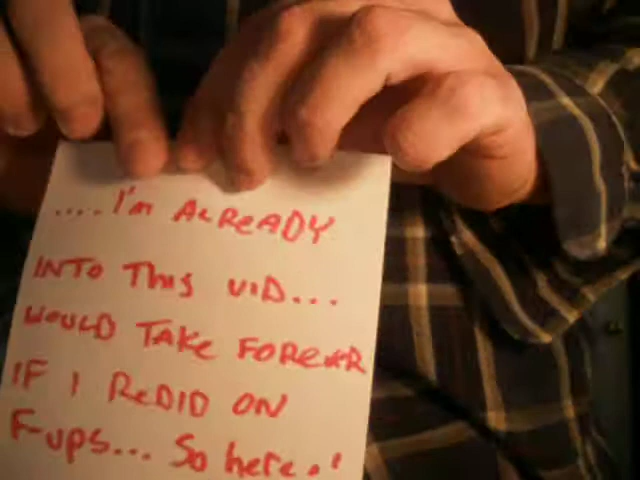 .... I'm ALREADY
INTO THIS VID...
WOULD TAKE FOREVER
IF I REDID ON
F-UPS... So here.!